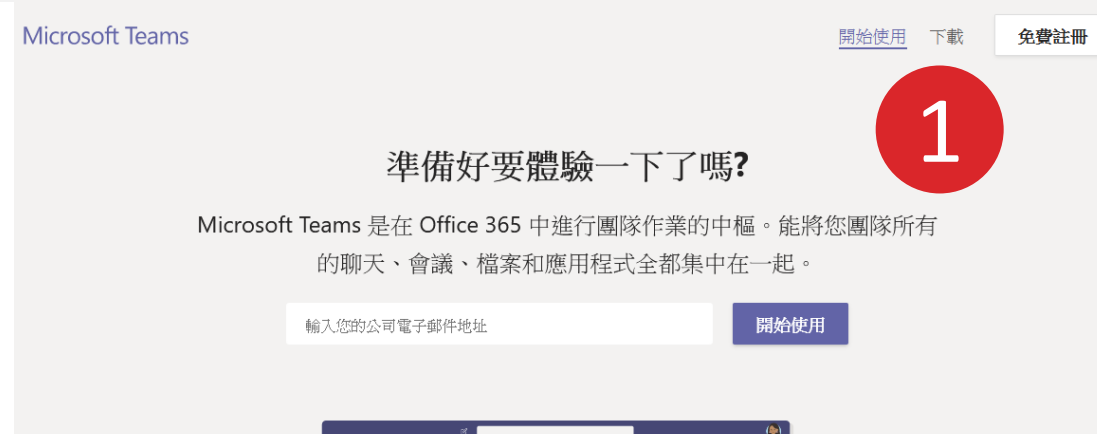 Microsoft Teams
開始使用 下載 免費註冊
1
準備好要體驗一下了嗎?
Microsoft Teams 是在 Office 365 中進行團隊作業的中樞。能將您團隊所有
的聊天、會議、檔案和應用程式全都集中在一起。
輸入您的公司電子郵件地址
開始使用